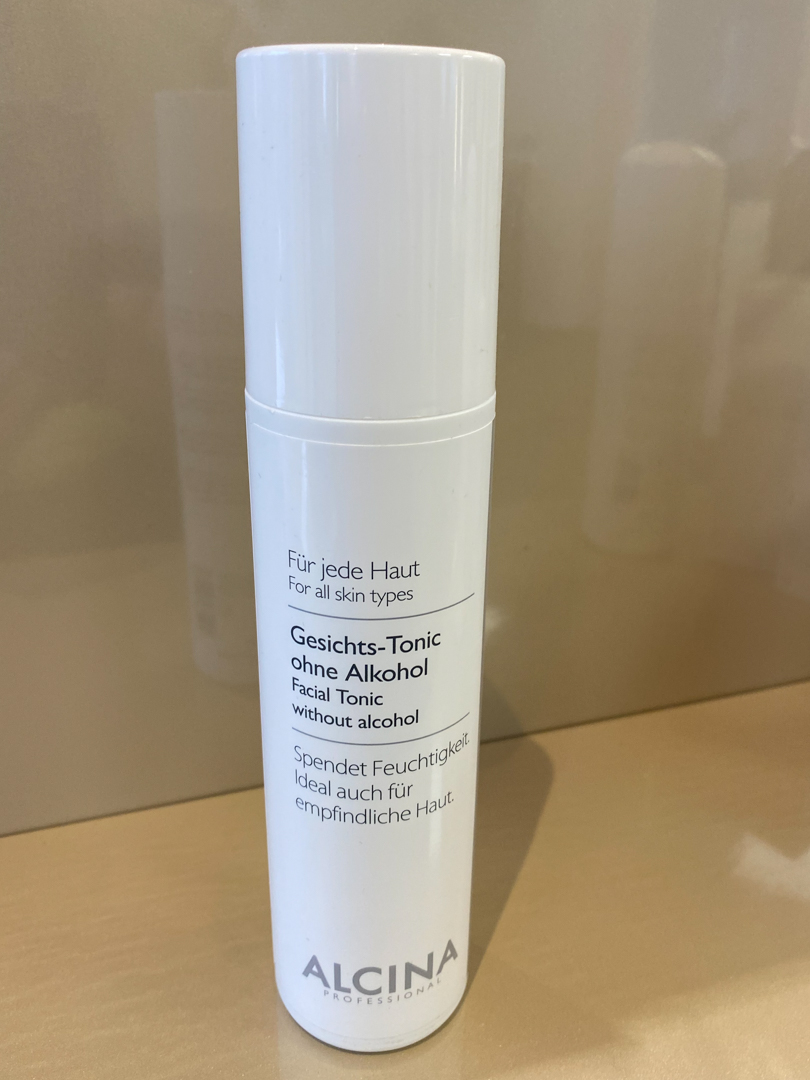 Für jede Haut
For all skin types
Gesichts-Tonic
ohne Alkohol
Facial Tonic
without alcohol
Spendet Feuchtigkeit.
Ideal auch für
empfindliche Haut.
ALCINA
PROFESSIONAL